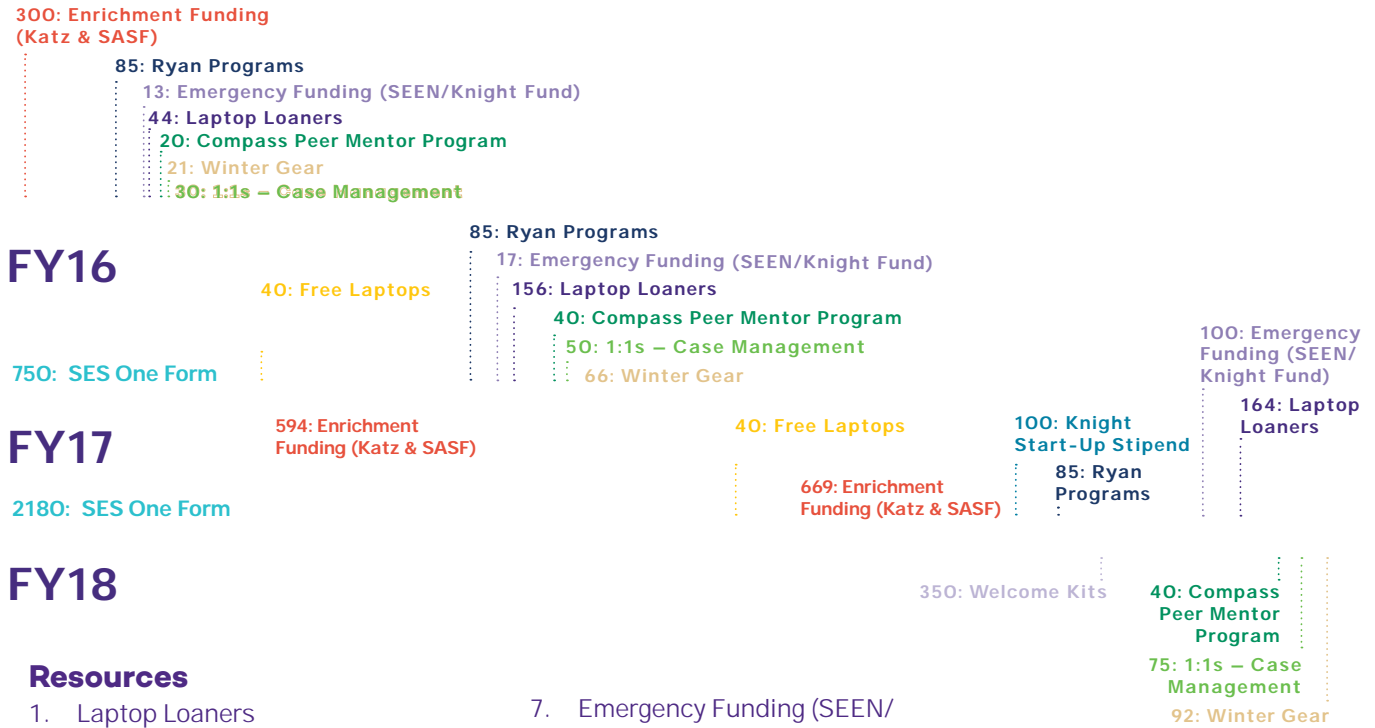 300: Enrichment Funding
(Katz & SASF)
85: Ryan Programs
13: Emergency Funding (SEEN/Knight Fund)
44: Laptop Loaners
20: Compass Peer Mentor Program
21: Winter Gear
30: 1:1s – Case Management
FY16
85: Ryan Programs
17: Emergency Funding (SEEN/Knight Fund)
40: Free Laptops
156: Laptop Loaners
40: Compass Peer Mentor Program
50: 1:1s – Case Management
66: Winter Gear
750: SES One Form
100: Emergency
Funding (SEEN/
Knight Fund)
164: Laptop
Loaners
FY17
594: Enrichment
Funding (Katz & SASF)
40: Free Laptops
100: Knight
Start-Up Stipend
669: Enrichment
Funding (Katz & SASF)
85: Ryan
Programs
2180: SES One Form
FY18
350: Welcome Kits
40: Compass
Peer Mentor
Program
75: 1:1s – Case
Management
92: Winter Gear
Resources
1. Laptop Loaners
7. Emergency Funding (SEEN/